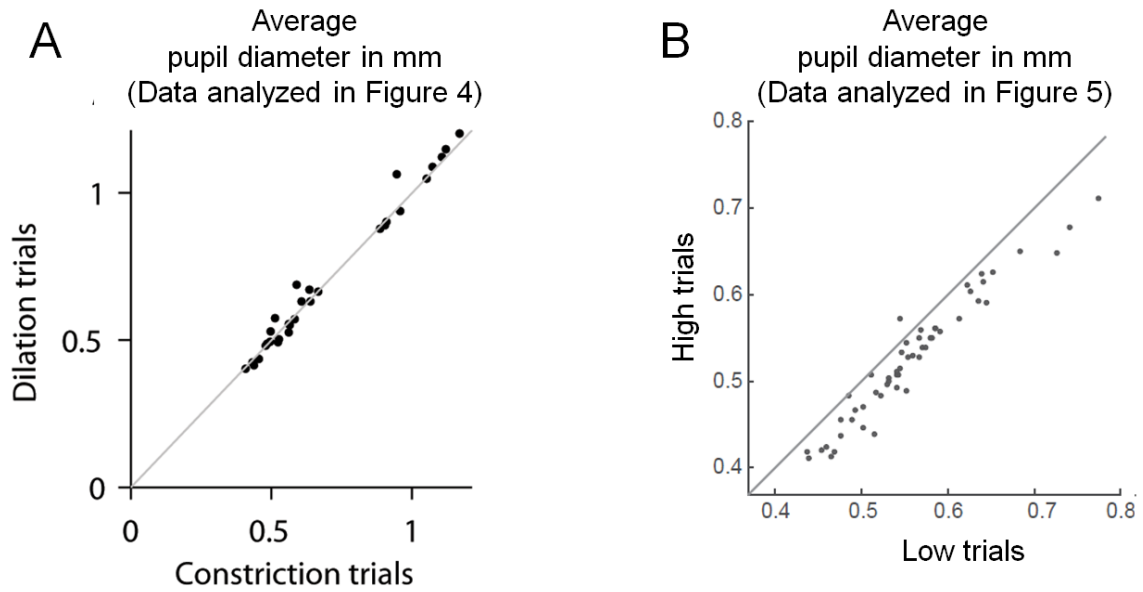 A
Average
pupil diameter in mm
(Data analyzed in Figure 4)
Dilation trials
1
0.5
0
0
0.5
1
Constriction trials
B
Average
pupil diameter in mm
(Data analyzed in Figure 5)
High trials
0.8
0.7
0.6
0.5
0.4
0.4
0.5
0.6
0.7
0.8
Low trials